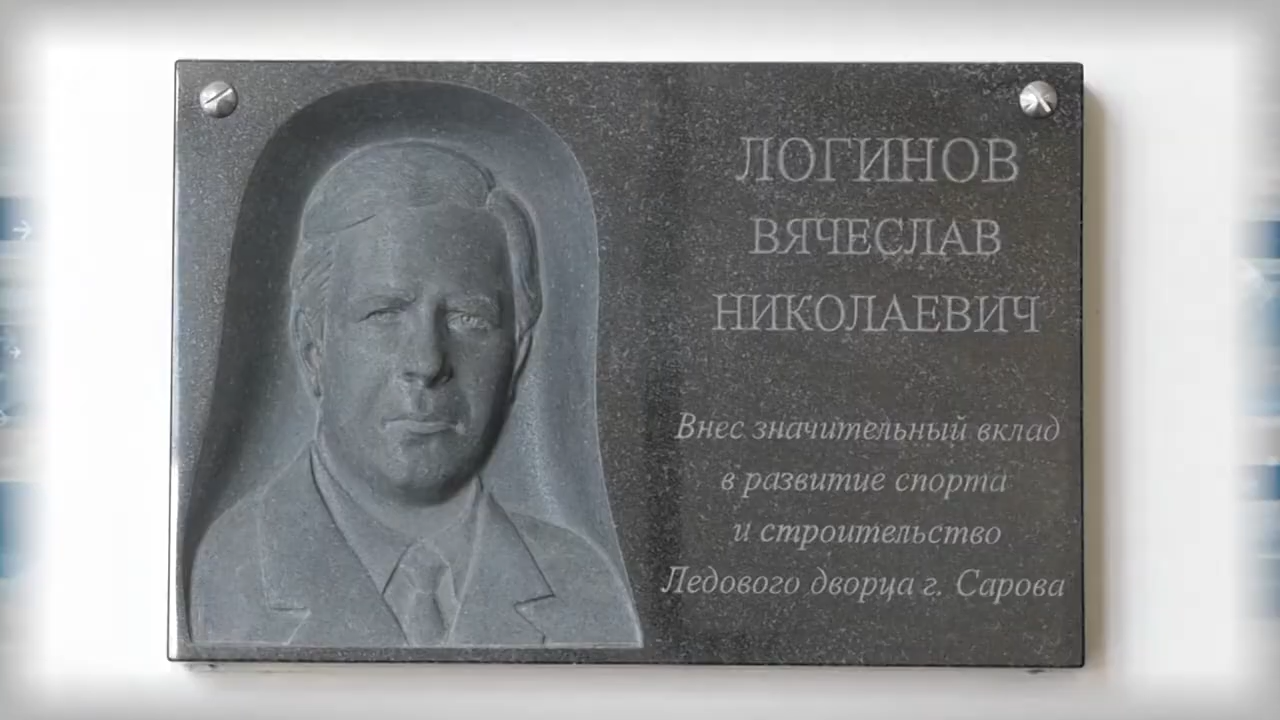 ЛОГИНОВ
ВЯЧЕСЛАВ
НИКОЛАЕВИЧ
Внес значительный вклад
в развитие спорта
и строительство
Ледового дворца г. Сарова